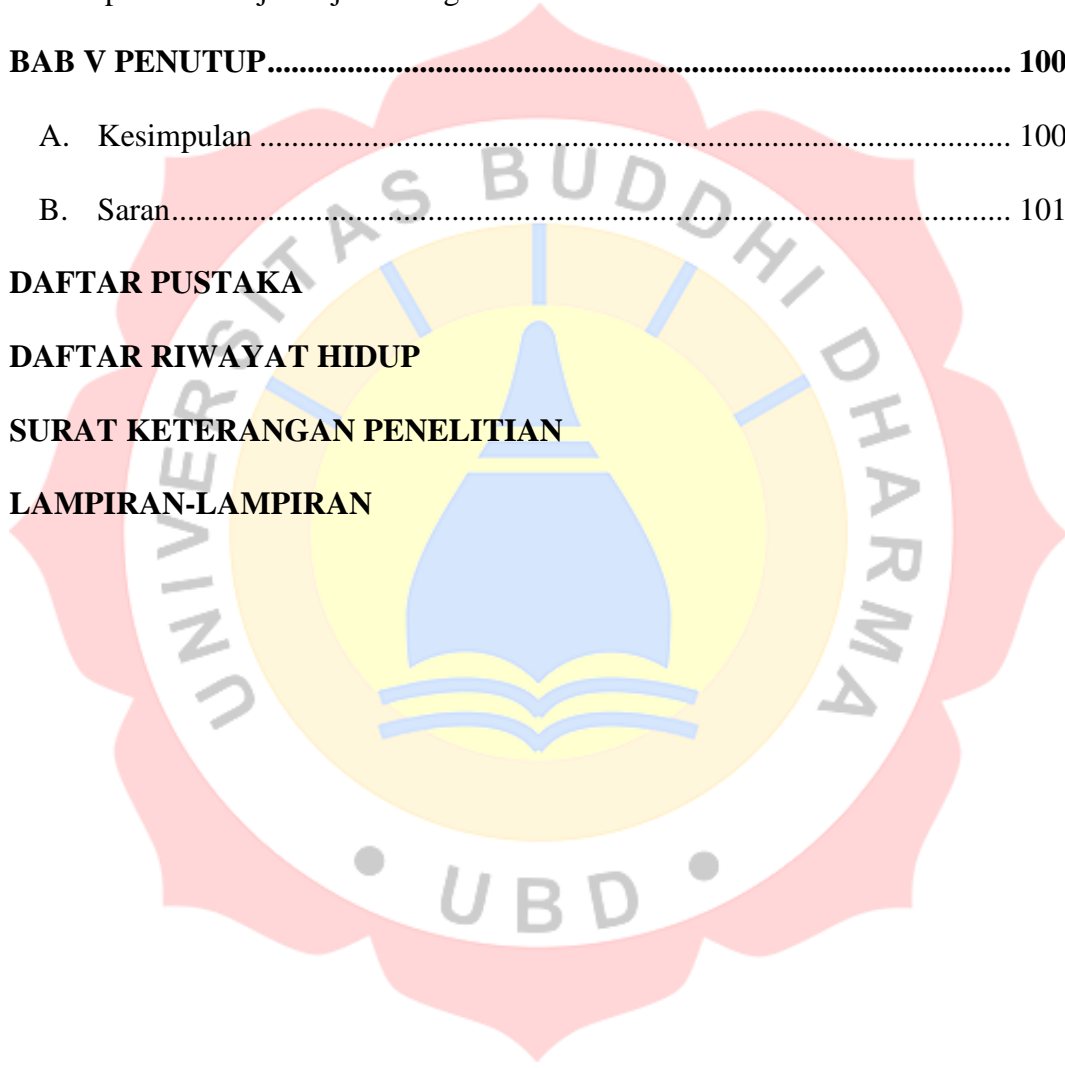 BAB V PENUTUP............................................................................................. 100
A. Kesimpulan .............................................................................................. 100
B. Saran......................................................................................................... 101
DAFTAR PUSTAKA
DAFTAR RIWAYAT HIDUP
SURAT KETERANGAN PENELITIAN
LAMPIRAN-LAMPIRAN
UNIVERSITAS BUDDHI DHARMA
• UBD •